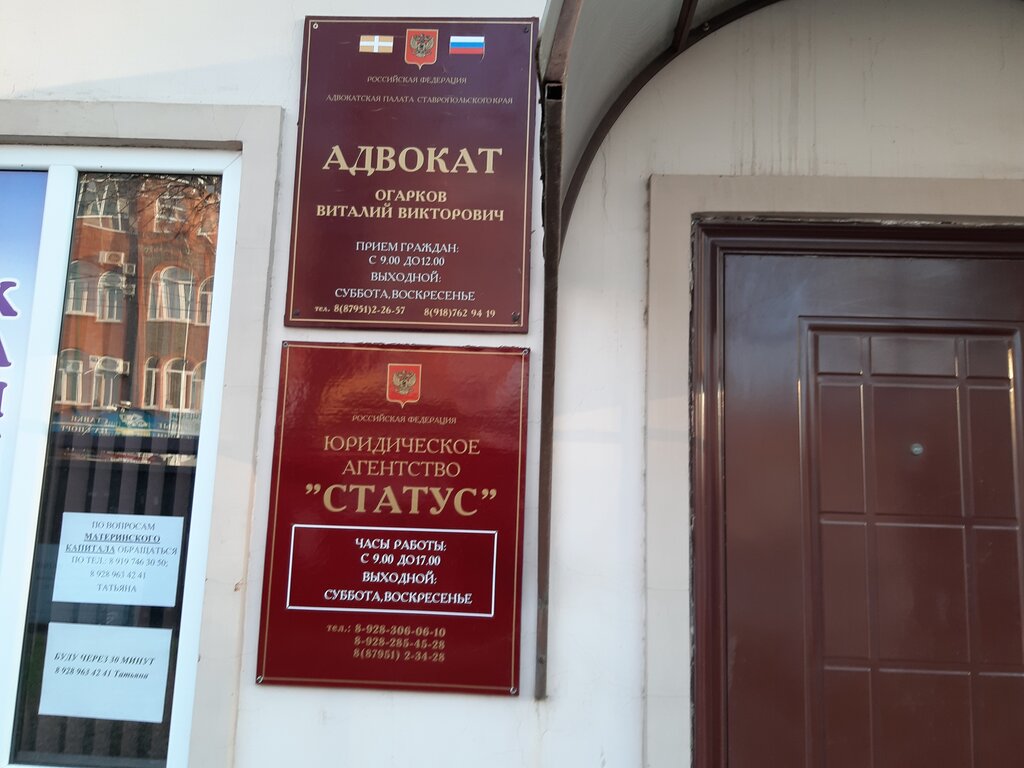 РОССИЙСКАЯ ФЕДЕРАЦИЯ
АДВОКАТСКАЯ ПАЛАТА СТАВРОПОЛЬСКОГО КРАЯ
АДВОКАТ
ОГАРКОВ
ВИТАЛИЙ ВИКТОРОВИЧ
ПРИЕМ ГРАЖДАН:
С 9.00 ДО12.00
ВЫХОДНОЙ:
СУББОТА,ВОСКРЕСЕНЬЕ
тел. 8(87951)2-26-57 8(918)762 94 19
РОССИЙСКАЯ ФЕДЕРАЦИЯ
ЮРИДИЧЕСКОЕ
АГЕНТСТВО
”СТАТУС”
ЧАСЫ РАБОТЫ:
С 9.00 ДО17.00
ВЫХОДНОЙ:
СУББОТА,ВОСКРЕСЕНЬЕ
тел.: 8-928-306-06-10
8-928-285-45-28
8(87951) 2-34-28
ПО ВОПРОСАМ
МАТЕРИНСКОГО
КАПИТАЛА ОБРАЩАТЬСЯ
ПО ТЕЛ.: 8 919 746 30 50;
8 928 963 42 41
ТАТЬЯНА
БУДУ ЧЕРЕЗ 30 МИНУТ
8 928 963 42 41 Татьяна